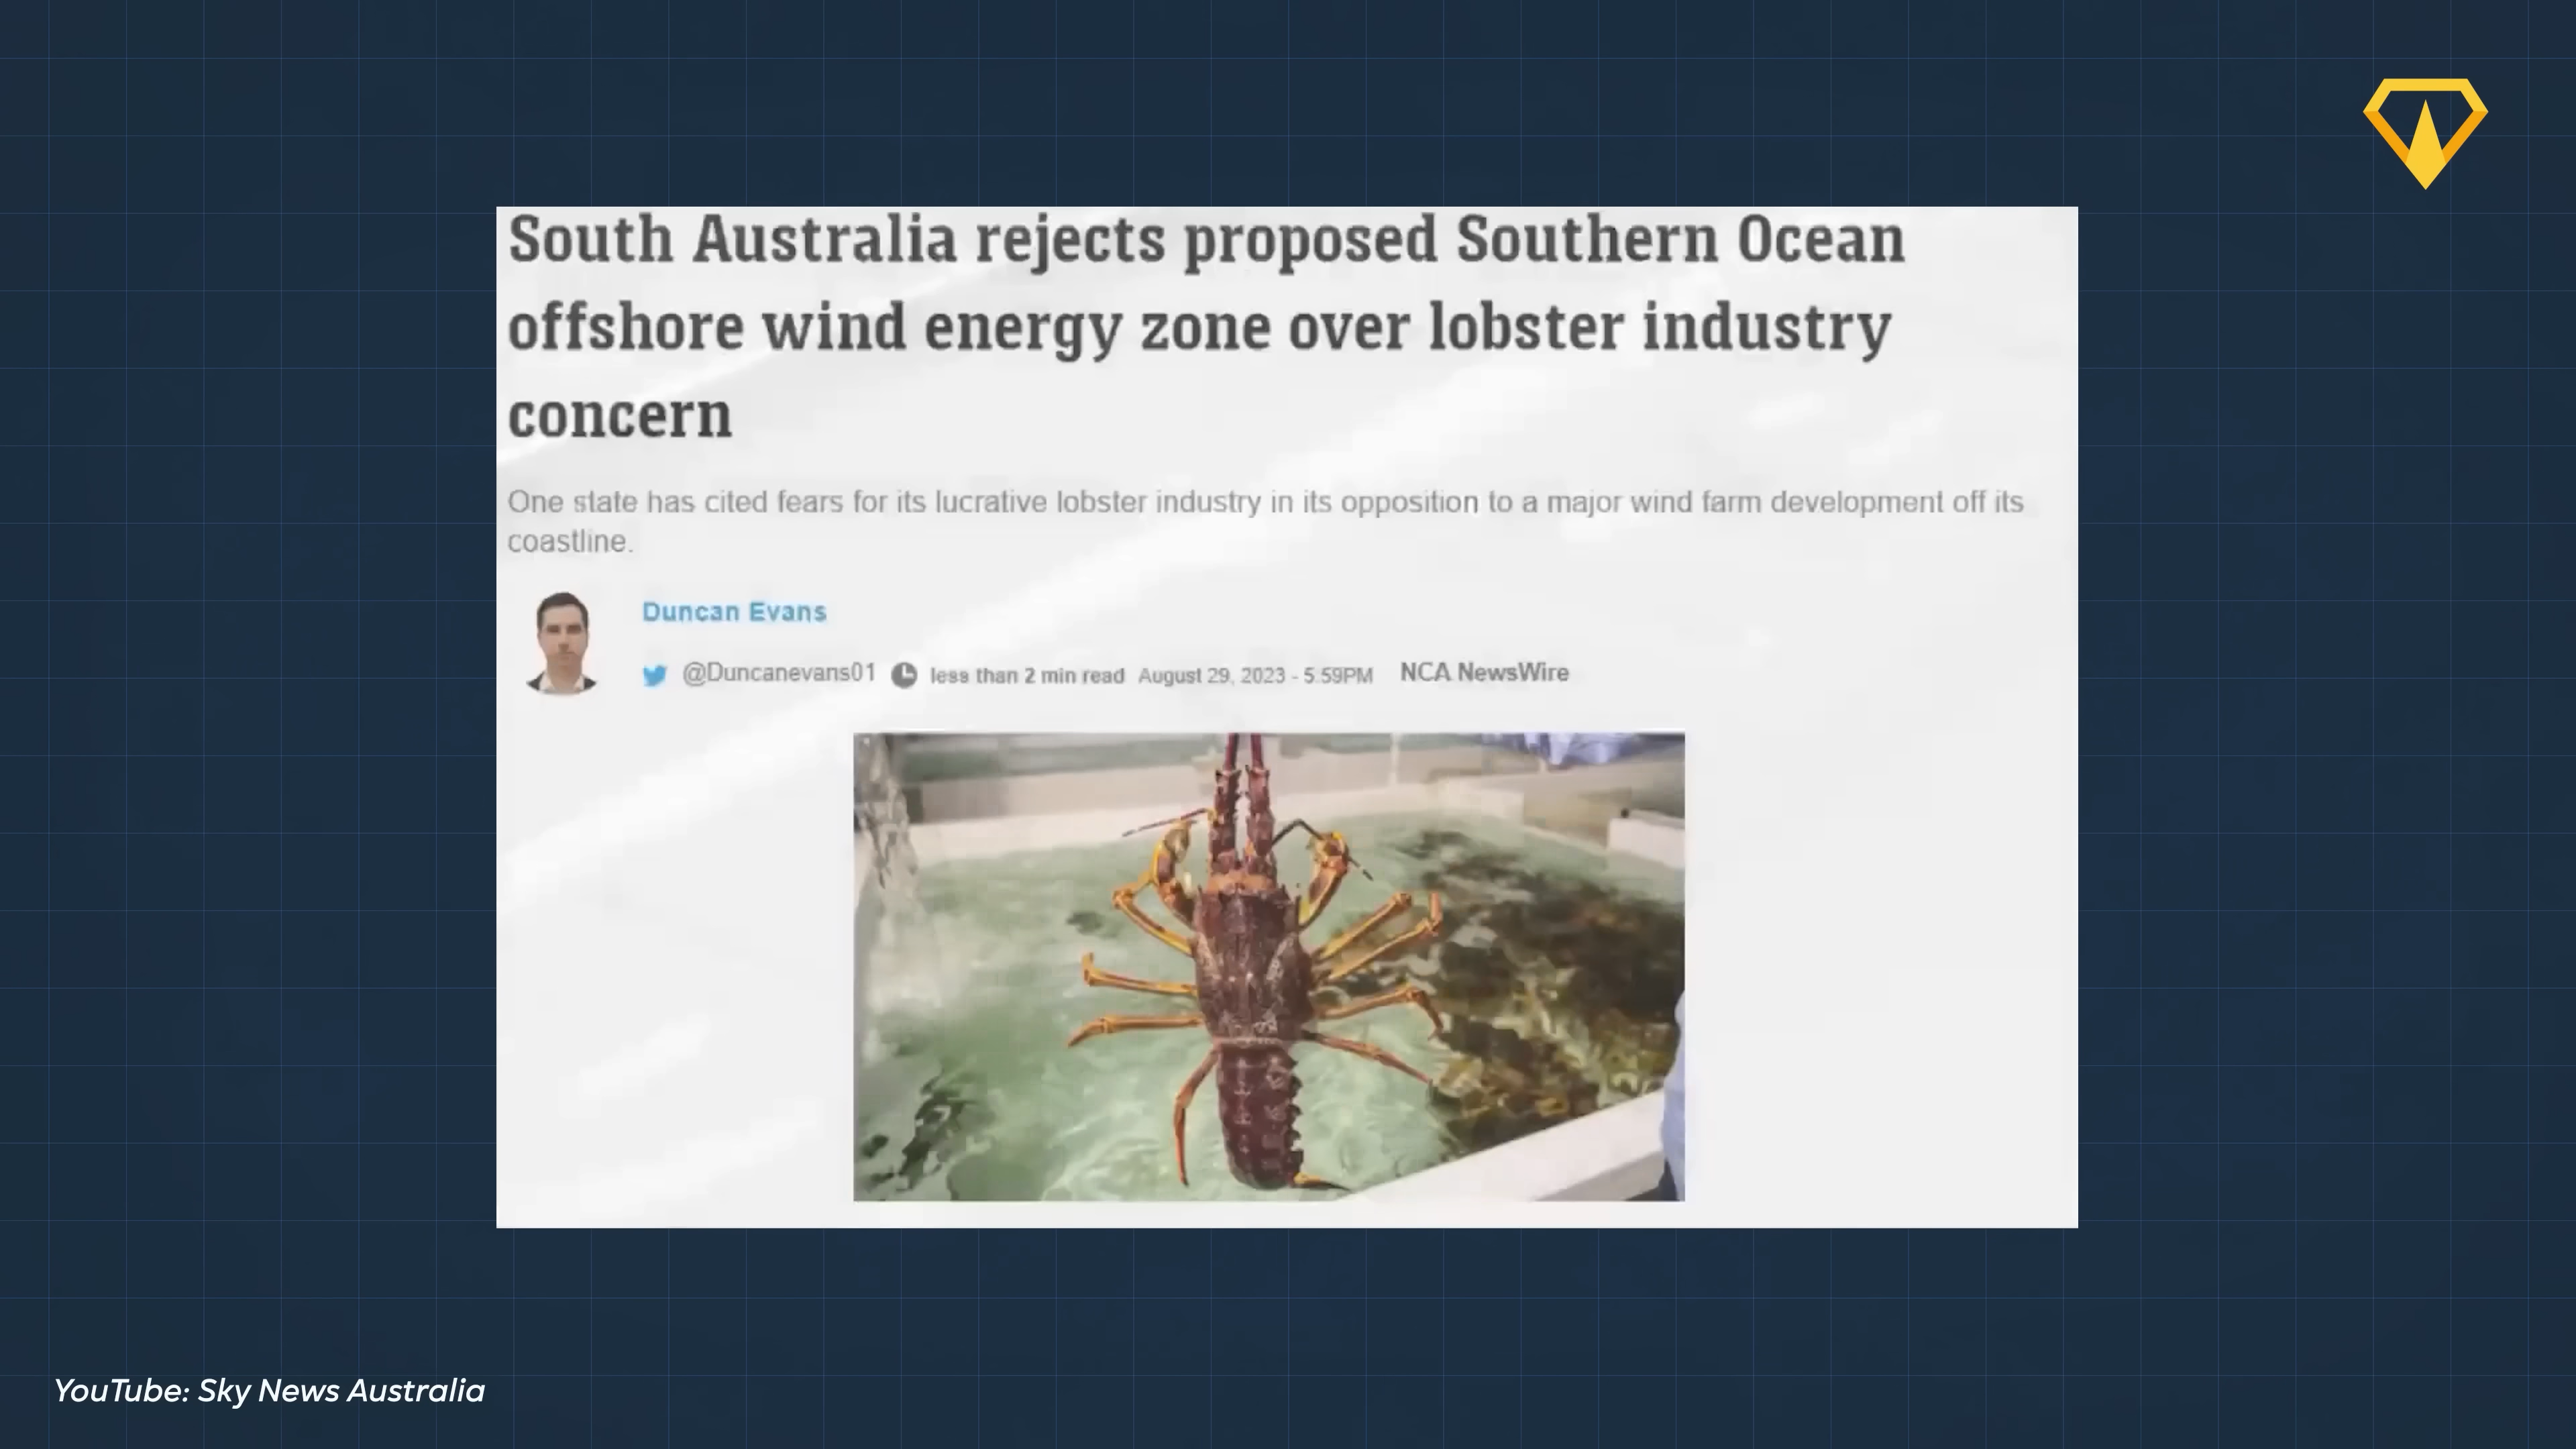 South Australia rejects proposed Southern Ocean
offshore wind energy zone over lobster industry
concern
One state has cited fears for its lucrative lobster industry in its opposition to a major wind farm development off its
coastline.
Duncan Evans
@Duncanevans01 less than 2 min read August 29, 2023 - 5:59PM NCA NewsWire
YouTube: Sky News Australia